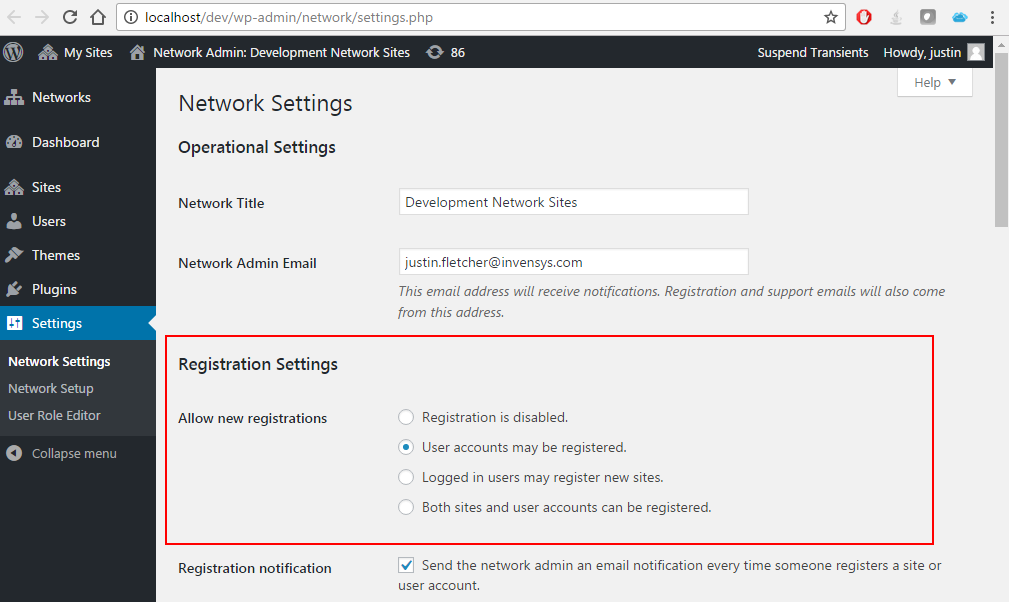 localhost/dev/wp-admin/network/settings.php
My Sites
Network Admin: Development Network Sites
86
Suspend Transients
Howdy, justin
Networks
Dashboard
Sites
Users
Themes
Plugins
Settings
Network Settings
Network Setup
User Role Editor
Collapse menu
Help
Network Settings
Operational Settings
Network Title
Development Network Sites
Network Admin Email
justin.fletcher@invensys.com
This email address will receive notifications. Registration and support emails will also come
from this address.
Registration Settings
Allow new registrations
Registration is disabled.
User accounts may be registered.
Logged in users may register new sites.
Both sites and user accounts can be registered.
Registration notification
Send the network admin an email notification every time someone registers a site or
user account.